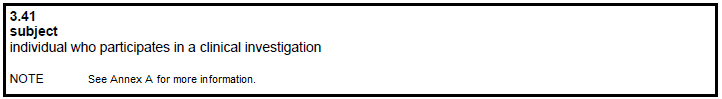 3.41
subject
individual who participates in a clinical investigation
NOTE See Annex A for more information.